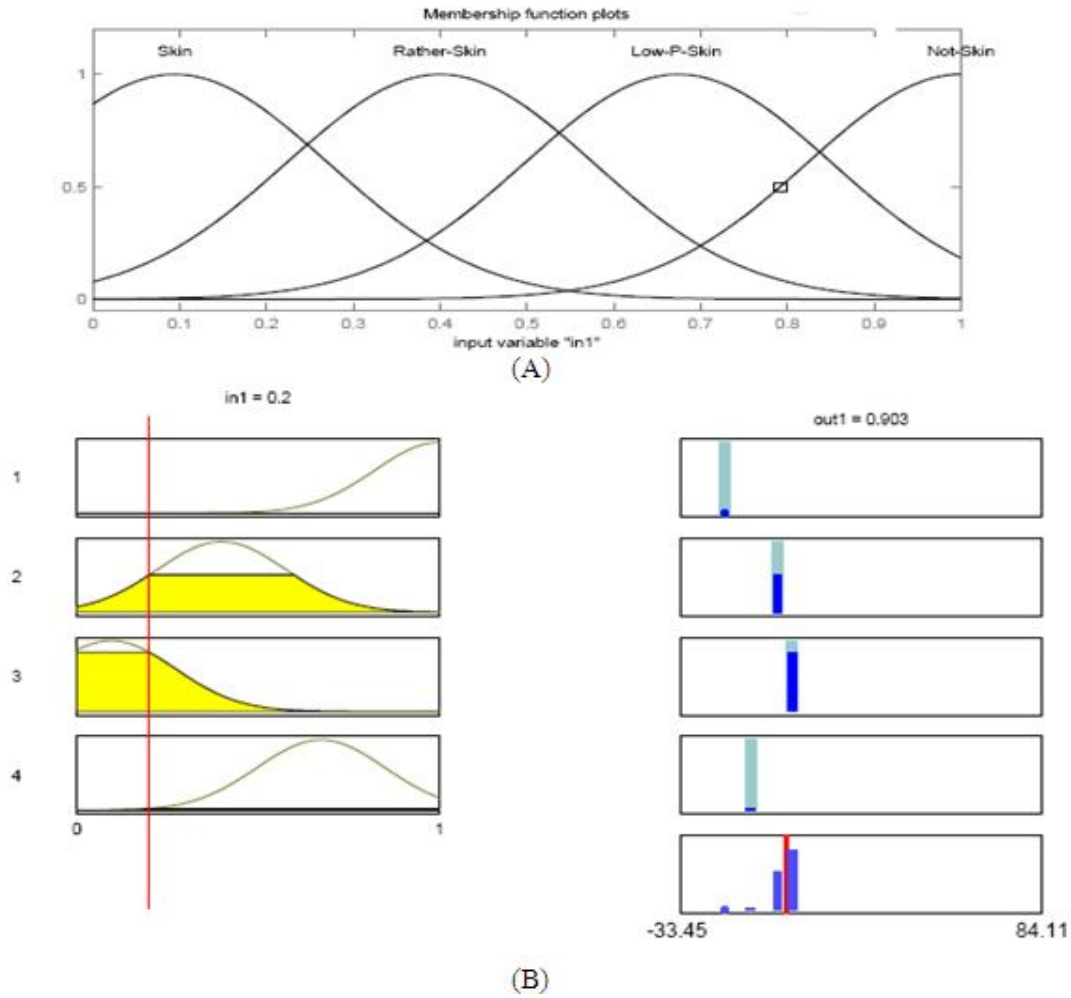 Membership function plots
Skin Rather-Skin Low-P-Skin Not-Skin
1
0.5
0
0 0.1 0.2 0.3 0.4 0.5 0.6 0.7 0.8 0.9 1
input variable "in1"
(A)
in1 = 0.2
out1 = 0.903
1
2
3
4
0 1
-33.45 84.11
(B)